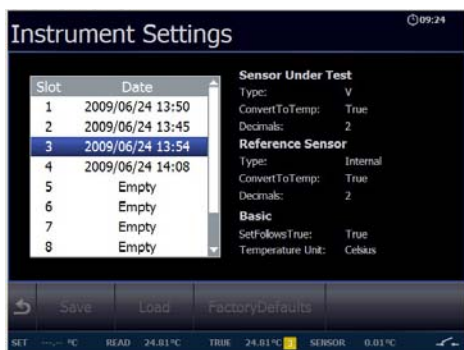 Instrument Settings
09:24
Slot Date
1 2009/06/24 13:50
2 2009/06/24 13:45
3 2009/06/24 13:54
4 2009/06/24 14:08
5 Empty
6 Empty
7 Empty
8 Empty
Sensor Under Test
Type: V
ConvertToTemp: True
Decimals: 2
Reference Sensor
Type: Internal
ConvertToTemp: True
Decimals: 2
Basic
SetFollowsTrue: True
Temperature Unit: Celsius
Save Load FactoryDefaults
SET ---.-- °C READ 24.81°C TRUE 24.81°C 3 SENSOR 0.01°C